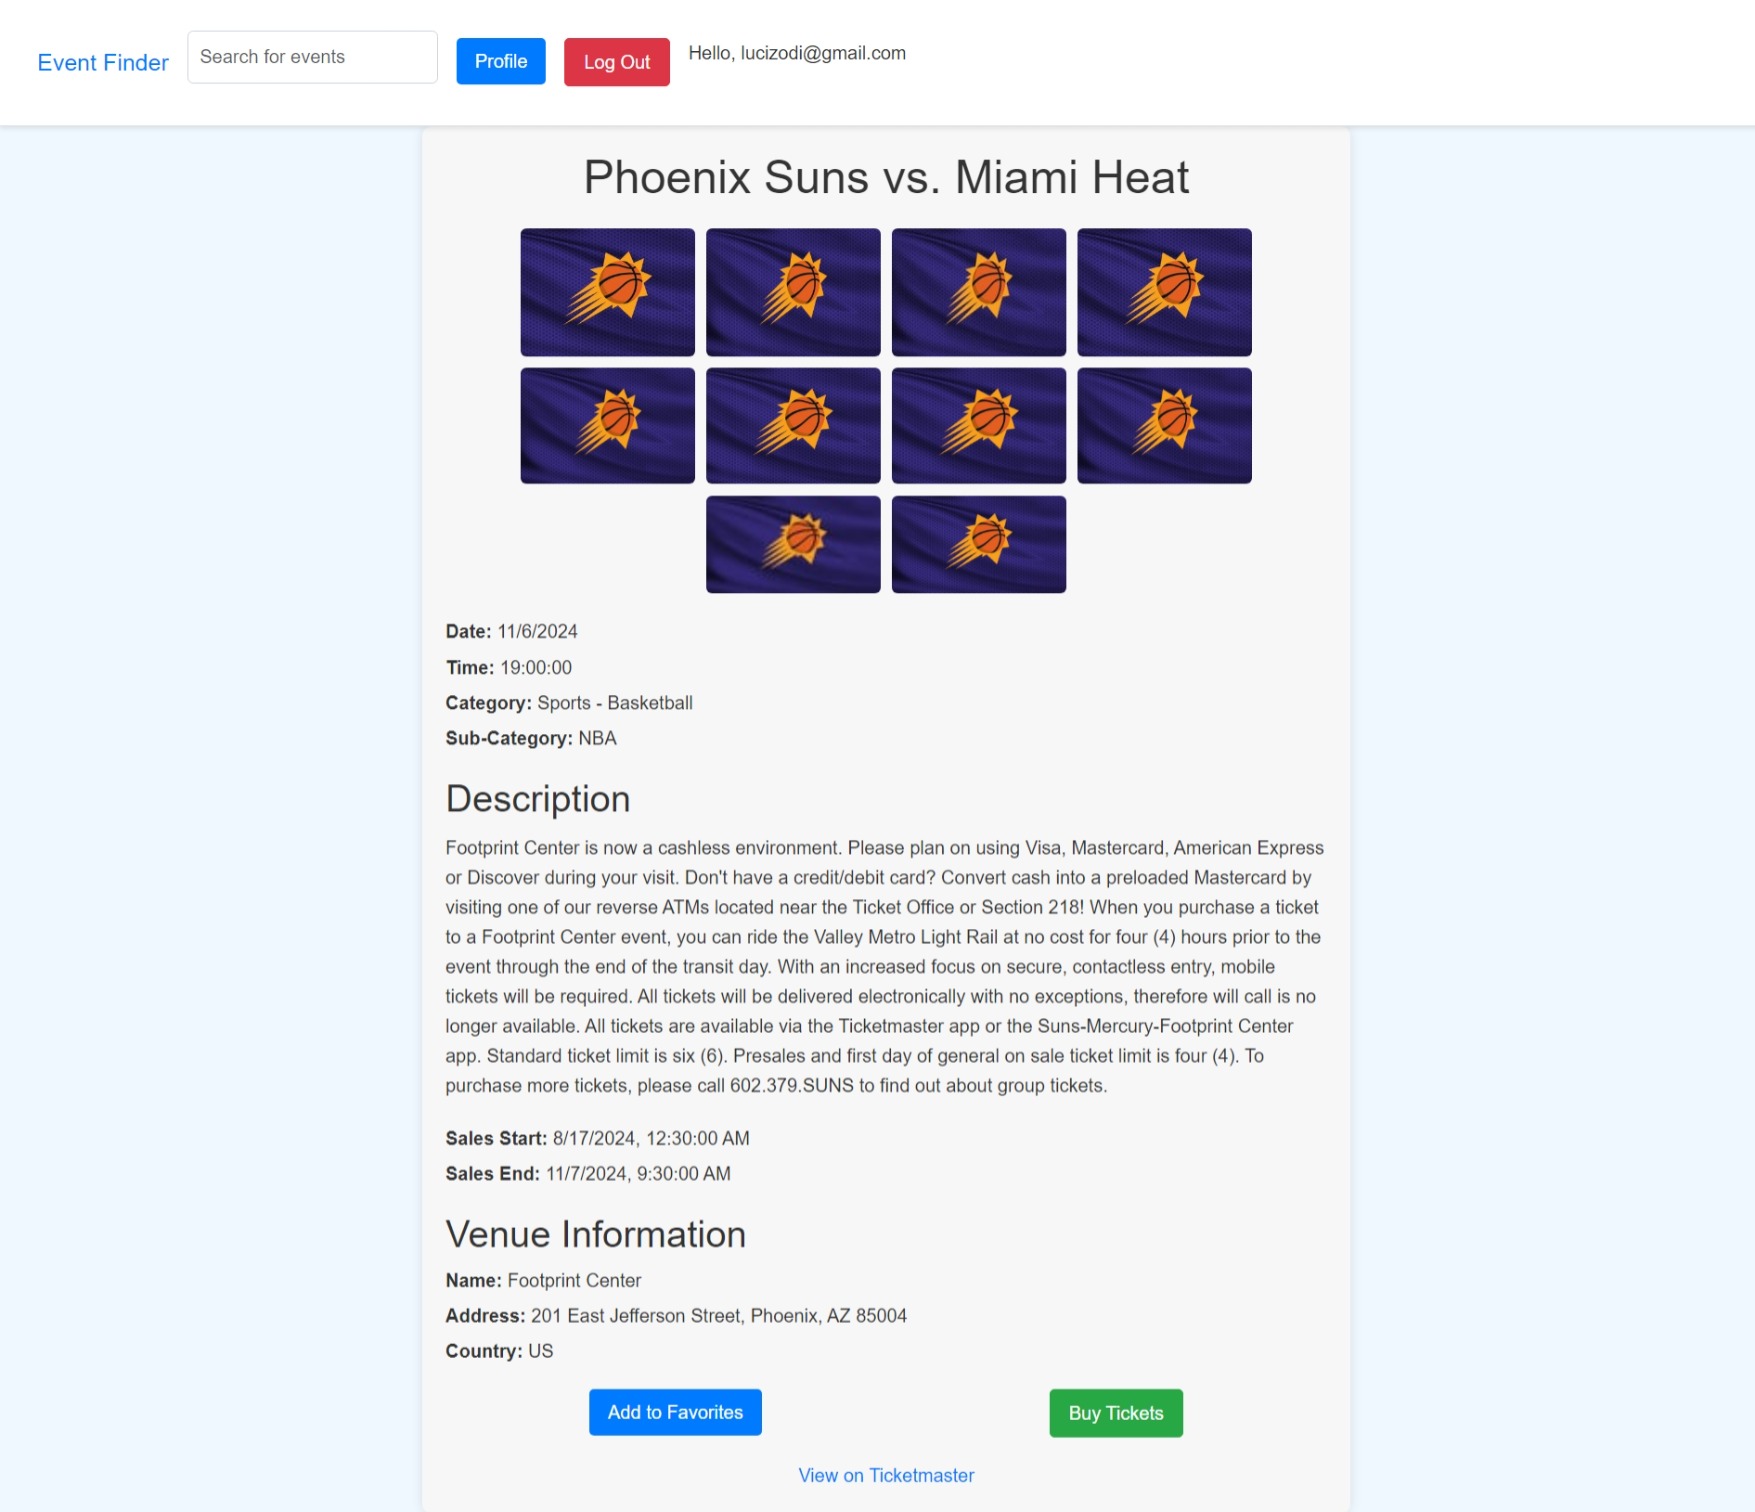 Event Finder
Search for events
Profile
Log Out
Hello, lucizodi@gmail.com
Phoenix Suns vs. Miami Heat
Date: 11/6/2024
Time: 19:00:00
Category: Sports - Basketball
Sub-Category: NBA
Description
Footprint Center is now a cashless environment. Please plan on using Visa, Mastercard, American Express
or Discover during your visit. Don't have a credit/debit card? Convert cash into a preloaded Mastercard by
visiting one of our reverse ATMs located near the Ticket Office or Section 218! When you purchase a ticket
to a Footprint Center event, you can ride the Valley Metro Light Rail at no cost for four (4) hours prior to the
event through the end of the transit day. With an increased focus on secure, contactless entry, mobile
tickets will be required. All tickets will be delivered electronically with no exceptions, therefore will call is no
longer available. All tickets are available via the Ticketmaster app or the Suns-Mercury-Footprint Center
app. Standard ticket limit is six (6). Presales and first day of general on sale ticket limit is four (4). To
purchase more tickets, please call 602.379.SUNS to find out about group tickets.
Sales Start: 8/17/2024, 12:30:00 AM
Sales End: 11/7/2024, 9:30:00 AM
Venue Information
Name: Footprint Center
Address: 201 East Jefferson Street, Phoenix, AZ 85004
Country: US
Add to Favorites
Buy Tickets
View on Ticketmaster